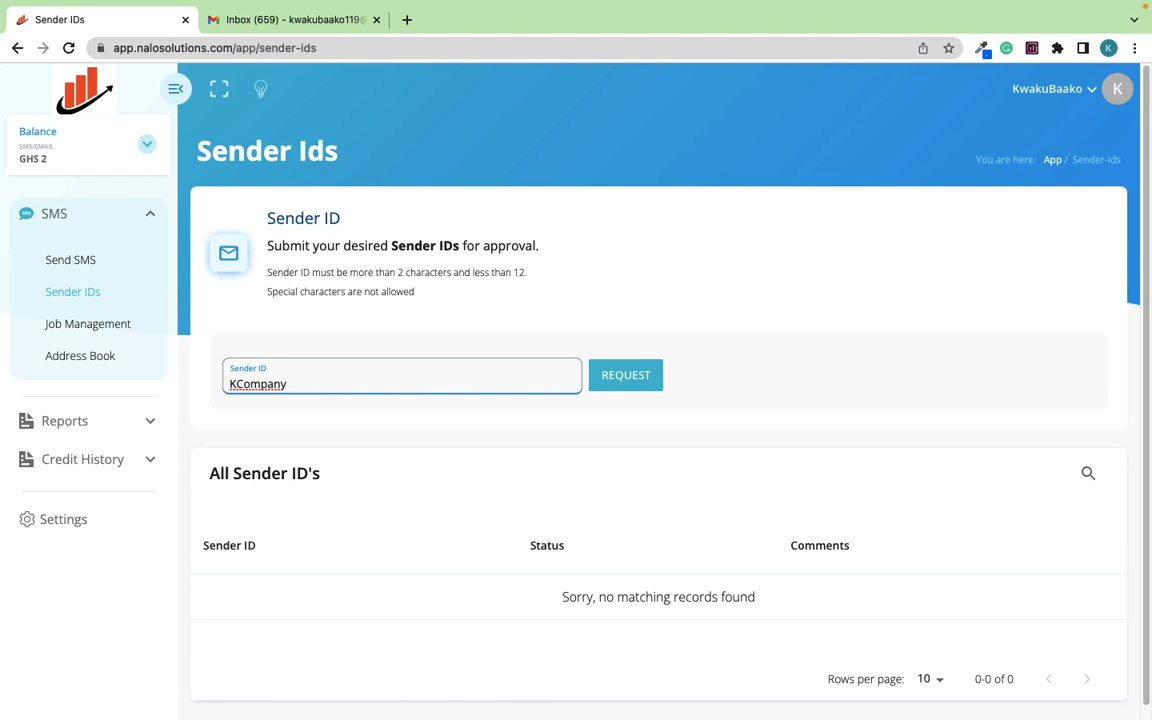 Sender IDs
Inbox (659) - kwakubaako119@
app.nalosolutions.com/app/sender-ids
K
KwakuBaako
K
Balance
SMS/EMAIL
GHS 2
Sender Ids
You are here: App / Sender-Ids
SMS
Send SMS
Sender IDs
Job Management
Address Book
Reports
Credit History
Settings
Sender ID
Submit your desired Sender IDs for approval.
Sender ID must be more than 2 characters and less than 12.
Special characters are not allowed
Sender ID
KCompany
REQUEST
All Sender ID's
Sender ID Status Comments
Sorry, no matching records found
Rows per page: 10 0-0 of 0